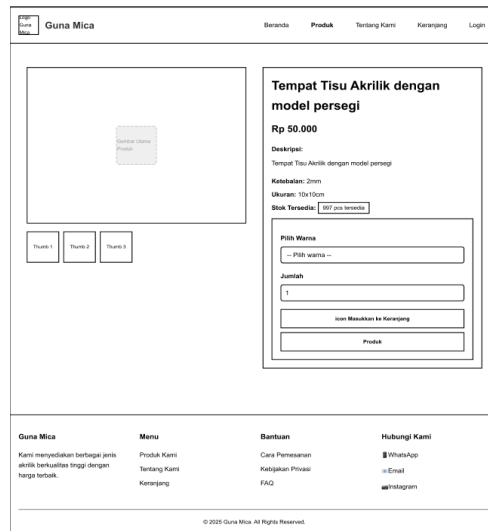 Logo
Guna
Mica
Guna Mica
Beranda
Produk
Tentang Kami
Keranjang
Login
Gambar Utama
Produk
Thumb 1
Thumb 2
Thumb 3
Tempat Tisu Akrilik dengan
model persegi
Rp 50.000
Deskripsi:
Tempat Tisu Akrilik dengan model persegi
Ketebalan: 2mm
Ukuran: 10x10cm
Stok Tersedia: 997 pcs tersedia
Pilih Warna
-- Pilih warna --
Jumlah
1
icon Masukkan ke Keranjang
Produk
Guna Mica
Kami menyediakan berbagai jenis
akrilik berkualitas tinggi dengan
harga terbaik.
Menu
Produk Kami
Tentang Kami
Keranjang
Bantuan
Cara Pemesanan
Kebijakan Privasi
FAQ
Hubungi Kami
WhatsApp
Email
Instagram
© 2025 Guna Mica. All Rights Reserved.